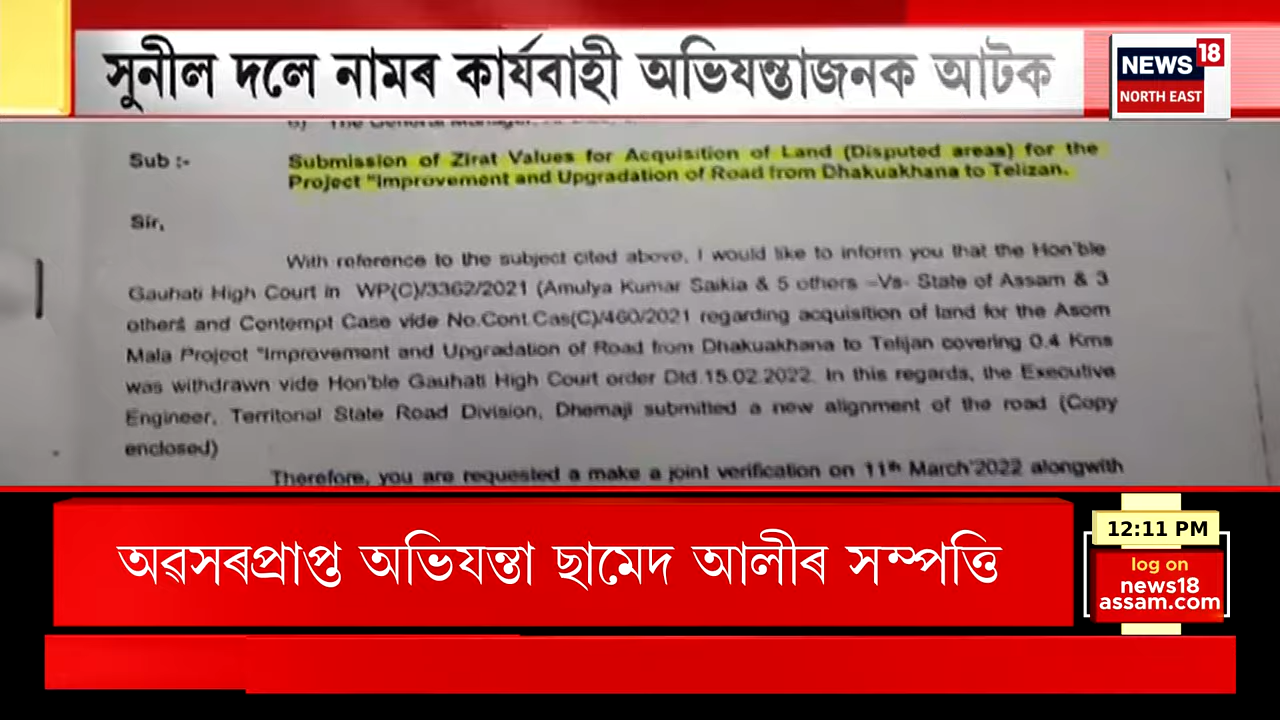 সুনীল দলে নামৰ কাৰ্যবাহী অভিযন্তাজনক আটক
NEWS 18
NORTH EAST
Sub :- Submission of Zirat Values for Acquisition of Land (Disputed areas) for the
Project "Improvement and Upgradation of Road from Dhakuakhana to Telizan.
Sir,
With reference to the subject cited above, I would like to inform you that the Hon'ble
Gauhati High Court in WP(C)/3362/2021 (Amulya Kumar Saikia & 5 others –Vs- State of Assam & 3
others and Contempt Case vide No.Cont.Cas(C)/460/2021 regarding acquisition of land for the Asom
Mala Project "Improvement and Upgradation of Road from Dhakuakhana to Telijan covering 0.4 Kms
was withdrawn vide Hon'ble Gauhati High Court order Dtd.15.02.2022. In this regards, the Executive
Engineer, Territorial State Road Division, Dhemaji submitted a new alignment of the road (Copy
enclosed)
Therefore, you are requested a make a joint verification on 11th March'2022 alongwith
অৱসৰপ্ৰাপ্ত অভিযন্তা ছামেদ আলীৰ সম্পত্তি
12:11 PM
log on
news18
assam.com